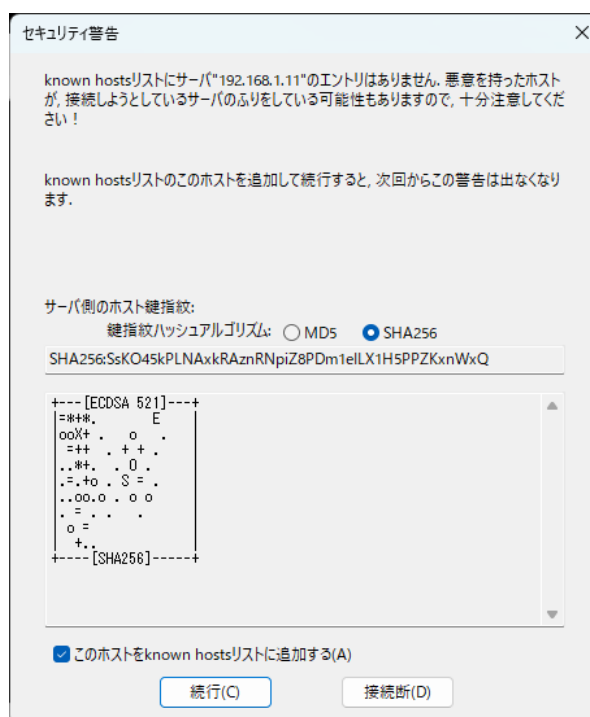 セキュリティ警告
known hostsリストにサーバ"192.168.1.11"のエントリはありません. 悪意を持ったホスト
が, 接続しようとしているサーバのふりをしている可能性もありますので, 十分注意してくだ
さい！
known hostsリストのこのホストを追加して続行すると, 次回からこの警告は出なくなり
ます.
サーバ側のホスト鍵指紋:
鍵指紋ハッシュアルゴリズム: MD5 SHA256
SHA256:SsKO45kPLNAxkRAznRNpiZ8PDm1elLX1H5PPZKxnWxQ
+---[ECDSA 521]---+
|=*+*.      E     |
|ooX+ .   o   .   |
| =++  . + + .    |
|..*+.  . O .     |
|.=.+o . S = .    |
|..oo.o . o o     |
|. = . .   .      |
| o =             |
|  +..            |
+----[SHA256]-----+
このホストをknown hostsリストに追加する(A)
続行(C) 接続断(D)